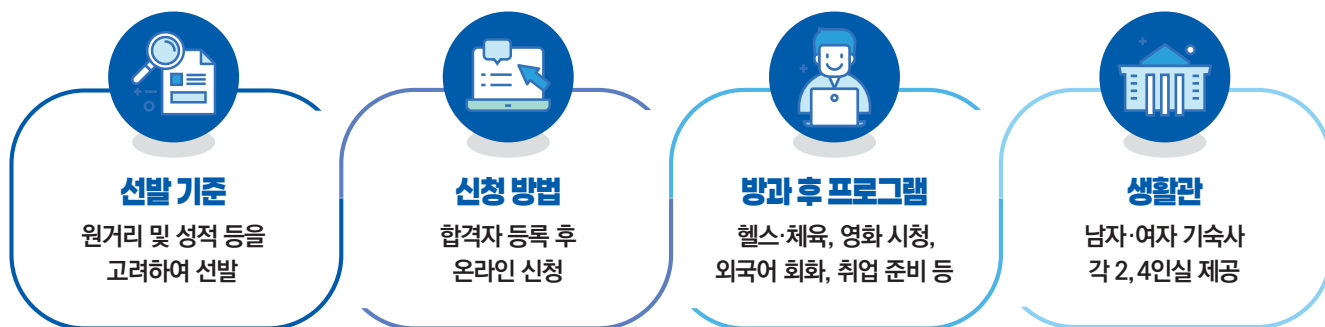 선발 기준
원거리 및 성적 등을
고려하여 선발
신청 방법
합격자 등록 후
온라인 신청
방과 후 프로그램
헬스·체육, 영화 시청,
외국어 회화, 취업 준비 등
생활관
남자·여자 기숙사
각 2, 4인실 제공